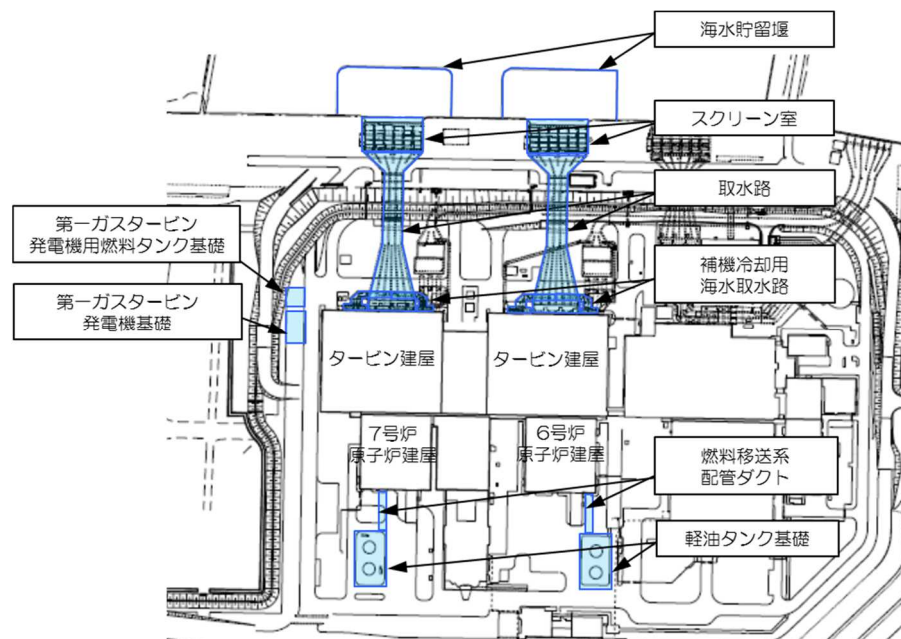 海水貯留堰
スクリーン室
取水路
第一ガスタービン
発電機用燃料タンク基礎
補機冷却用
海水取水路
第一ガスタービン
発電機基礎
タービン建屋
タービン建屋
7号炉
原子炉建屋
6号炉
原子炉建屋
燃料移送系
配管ダクト
軽油タンク基礎